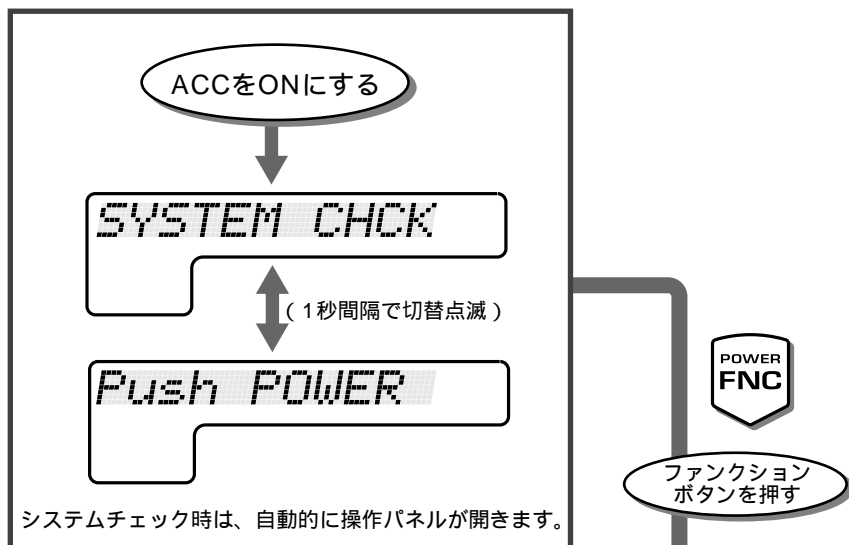 ACCをONにする
SYSTEM CHCK
(1秒間隔で切替点滅)
Push POWER
システムチェック時は、自動的に操作パネルが開きます。
POWER
FNC
ファンクション
ボタンを押す